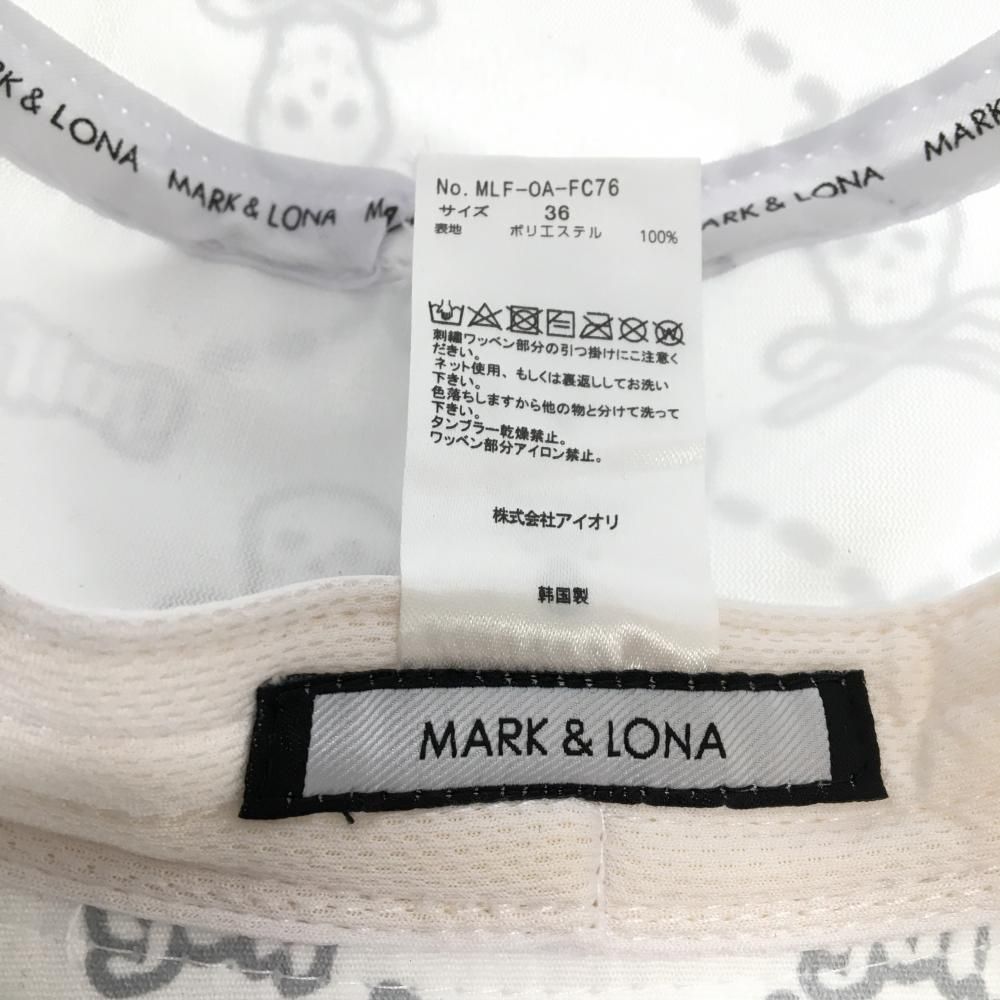 RK & LONA
MARK & LONA
MARK
ARK & LONA
No. MLF-OA-FC76
サイズ 36
表地 ポリエステル 100%
刺繍ワッペン部分の引つ掛けにご注意く
ださい。
ネット使用、もしくは裏返ししてお洗い
下さい。
色落ちしますから他の物と分けて洗って
下さい。
タンブラー乾燥禁止。
ワッペン部分アイロン禁止。
株式会社アイオリ
韩国製
MARK & LONA